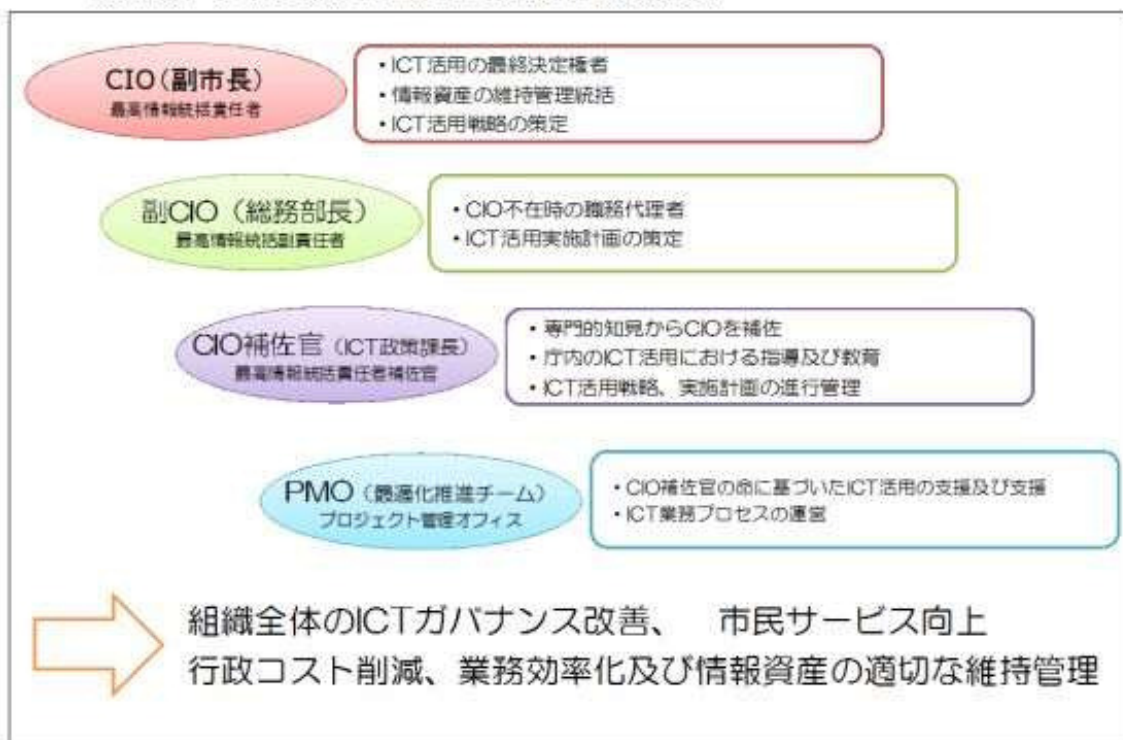 CIO（副市長）
最高情報統括責任者
・ICT活用の最終決定権者
・情報資産の維持管理統括
・ICT活用戦略の策定
副CIO（総務部長）
最高情報統括副責任者
・CIO不在時の職務代理者
・ICT活用実施計画の策定
CIO補佐官（ICT政策課長）
最高情報統括責任者補佐官
・専門的知見からCIOを補佐
・庁内のICT活用における指導及び教育
・ICT活用戦略、実施計画の進行管理
PMO（最適化推進チーム）
プロジェクト管理オフィス
・CIO補佐官の命に基づいたICT活用の支援及び支援
・ICT業務プロセスの運営
組織全体のICTガバナンス改善、　市民サービス向上
行政コスト削減、業務効率化及び情報資産の適切な維持管理